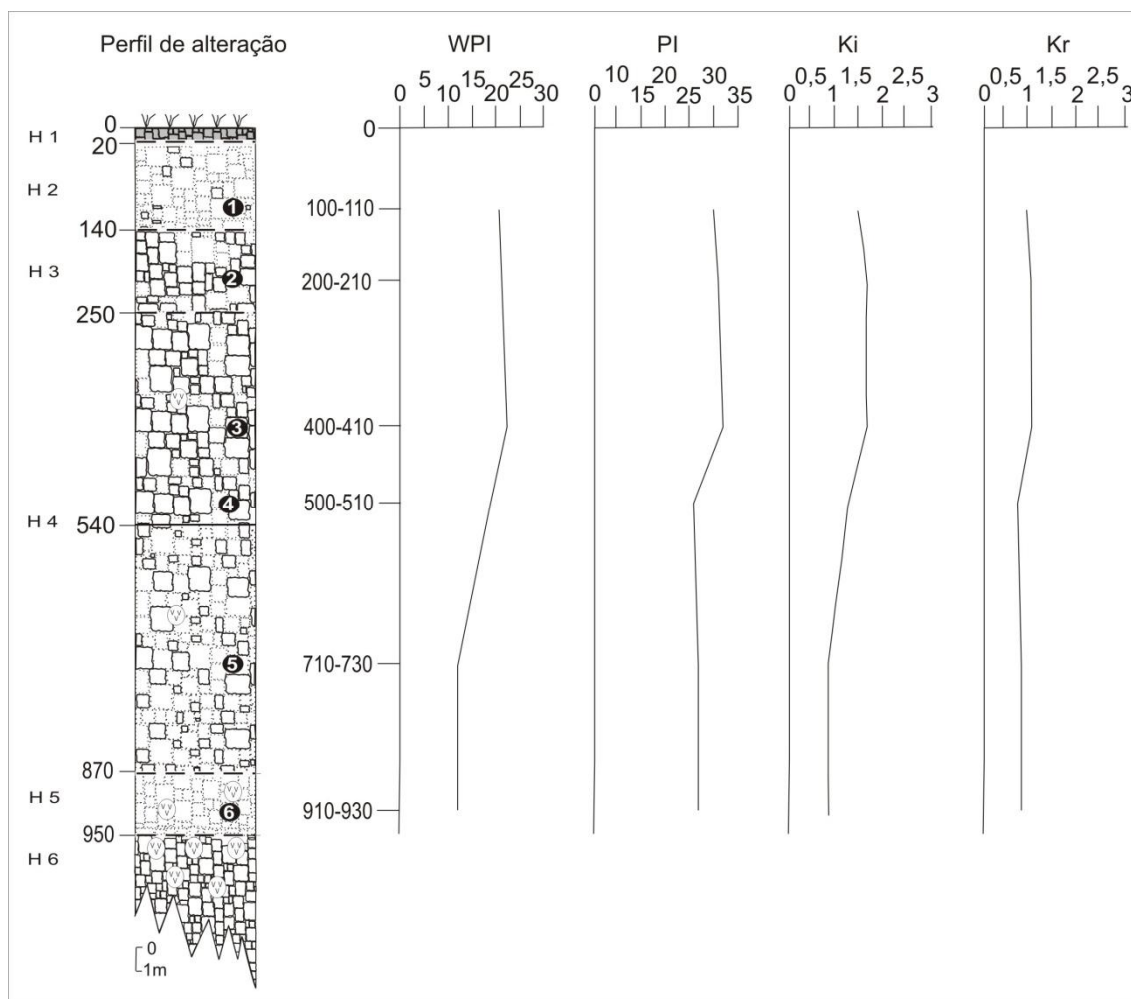 Perfil de alteração WPI PI Ki Kr
5 15 25 10 20 30 0,5 1,5 2,5 0,5 1,5 2,5
0 10 20 30 0 15 25 35 0 1 2 3 0 1 2 3
0 0
H 1
20
H 2
1 100-110
140
H 3
2 200-210
250
3 400-410
4 500-510
H 4 540
5 710-730
870
H 5
6 910-930
950
H 6
0
1m